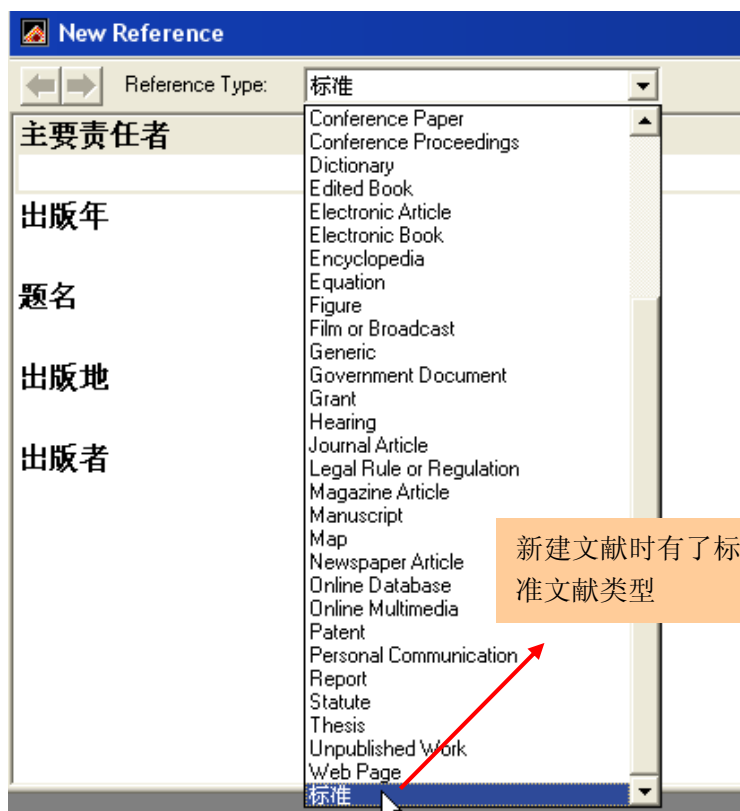 New Reference
Reference Type:
标准
主要责任者
出版年
题名
出版地
出版者
Conference Paper
Conference Proceedings
Dictionary
Edited Book
Electronic Article
Electronic Book
Encyclopedia
Equation
Figure
Film or Broadcast
Generic
Government Document
Grant
Hearing
Journal Article
Legal Rule or Regulation
Magazine Article
Manuscript
Map
Newspaper Article
Online Database
Online Multimedia
Patent
Personal Communication
Report
Statute
Thesis
Unpublished Work
Web Page
标准
新建文献时有了标
准文献类型